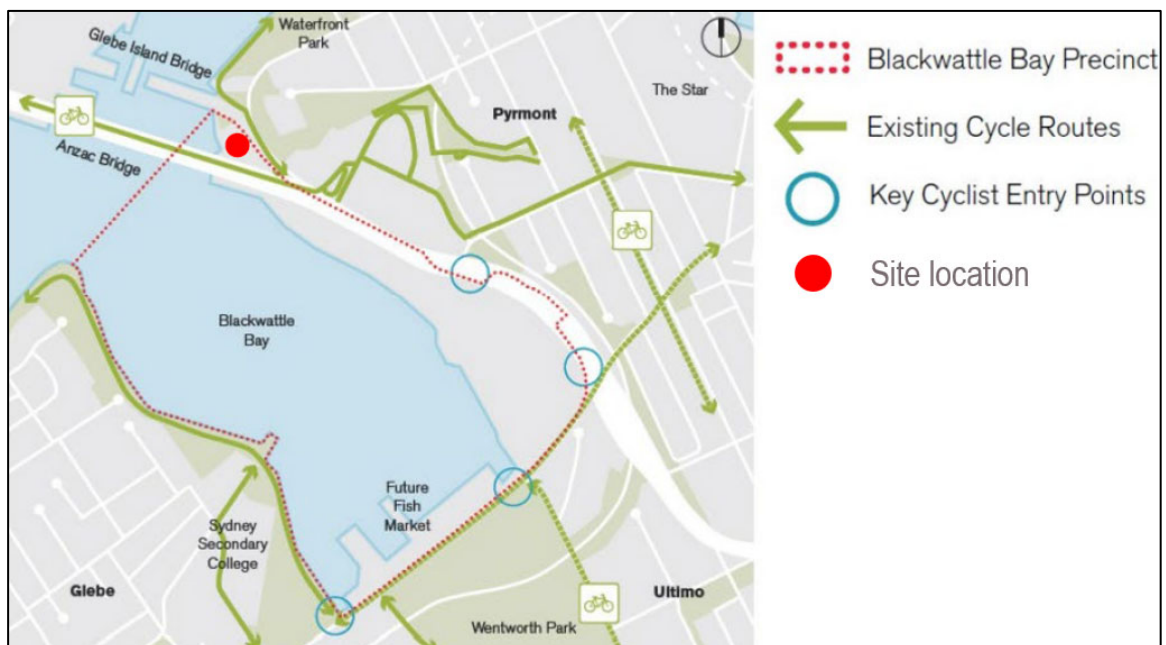 Waterfront
Park
Glebe Island Bridge
The Star
Pyrmont
Anzac Bridge
Blackwattle
Bay
Future
Fish
Market
Sydney
Secondary
College
Glebe
Ultimo
Wentworth Park
Blackwattle Bay Precinct
Existing Cycle Routes
Key Cyclist Entry Points
Site location